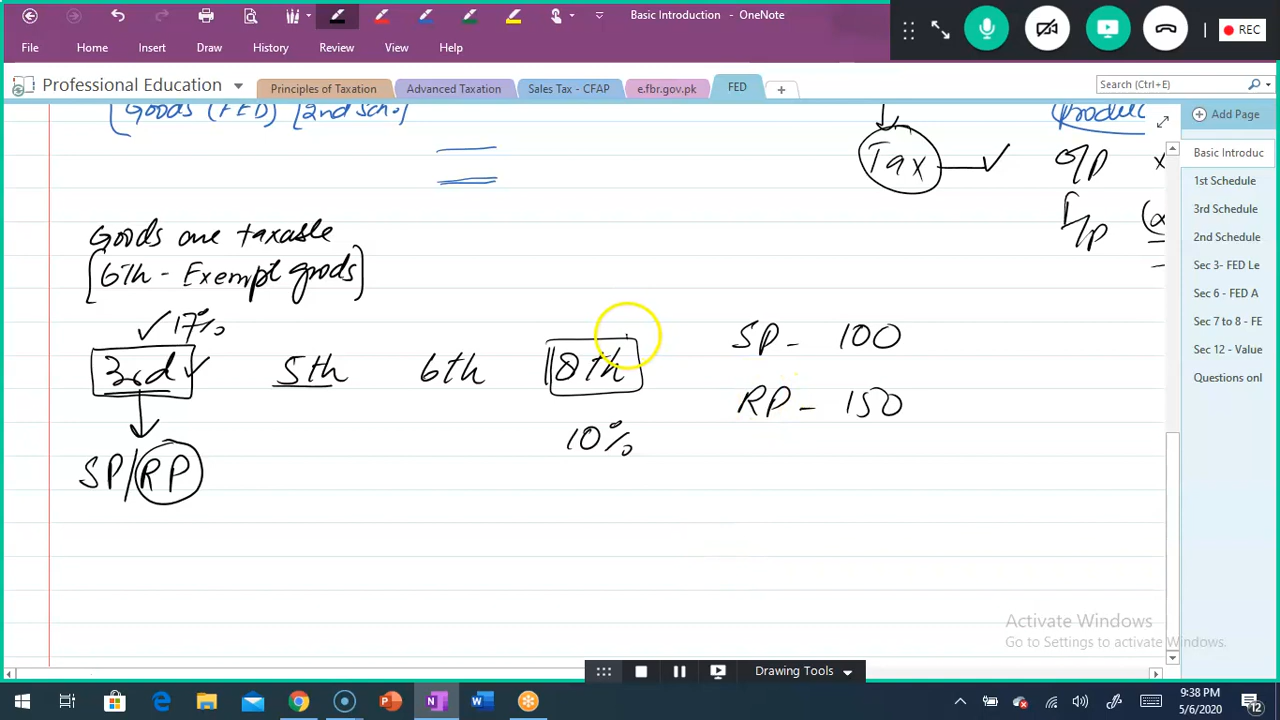 Basic Introduction - OneNote
REC
File Home Insert Draw History Review View Help
Professional Education
Principles of Taxation
Advanced Taxation
Sales Tax - CFAP
e.fbr.gov.pk
FED
Search (Ctrl+E)
Add Page
Basic Introduc
1st Schedule
3rd Schedule
2nd Schedule
Sec 3- FED Le
Sec 6 - FED A
Sec 7 to 8 - FE
Sec 12 - Value
Questions onl
Goods (FED) [2nd Sch.]
Produc
Tax
O/P x
I/P
Goods are taxable
[6th - Exempt goods]
17%
3rd 5th 6th 8th
SP - 100
RP - 150
10%
SP/RP
Activate Windows
Go to Settings to activate Windows.
Drawing Tools
9:38 PM
5/6/2020
12